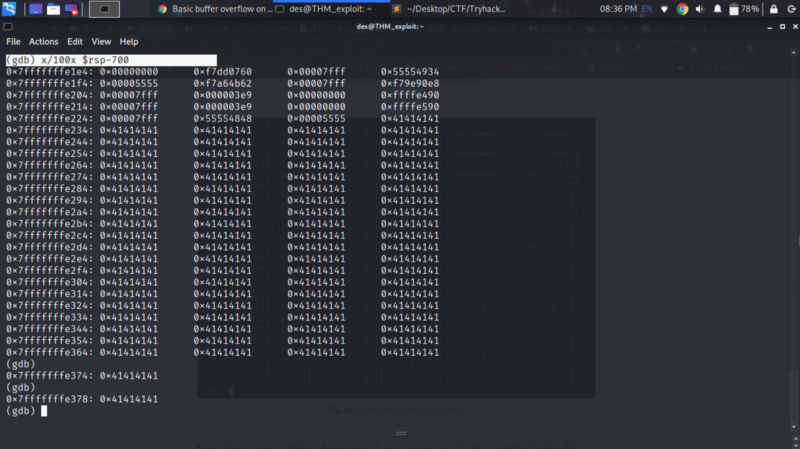 Basic buffer overflow on ... des@THM_exploit: ~ ~/Desktop/CTF/Tryhack... 08:36 PM EN 78%
des@THM_exploit: ~
File Actions Edit View Help
(gdb) x/100x $rsp-700
0×7fffffffe1e4: 0×00000000 0×f7dd0760 0×00007fff 0×55554934
0×7fffffffe1f4: 0×00005555 0×f7a64b62 0×00007fff 0×f79e90e8
0×7fffffffe204: 0×00007fff 0×000003e9 0×00000000 0×ffffe490
0×7fffffffe214: 0×00007fff 0×000003e9 0×00000000 0×ffffe590
0×7fffffffe224: 0×00007fff 0×55554848 0×00005555 0×41414141
0×7fffffffe234: 0×41414141 0×41414141 0×41414141 0×41414141
0×7fffffffe244: 0×41414141 0×41414141 0×41414141 0×41414141
0×7fffffffe254: 0×41414141 0×41414141 0×41414141 0×41414141
0×7fffffffe264: 0×41414141 0×41414141 0×41414141 0×41414141
0×7fffffffe274: 0×41414141 0×41414141 0×41414141 0×41414141
0×7fffffffe284: 0×41414141 0×41414141 0×41414141 0×41414141
0×7fffffffe294: 0×41414141 0×41414141 0×41414141 0×41414141
0×7fffffffe2a4: 0×41414141 0×41414141 0×41414141 0×41414141
0×7fffffffe2b4: 0×41414141 0×41414141 0×41414141 0×41414141
0×7fffffffe2c4: 0×41414141 0×41414141 0×41414141 0×41414141
0×7fffffffe2d4: 0×41414141 0×41414141 0×41414141 0×41414141
0×7fffffffe2e4: 0×41414141 0×41414141 0×41414141 0×41414141
0×7fffffffe2f4: 0×41414141 0×41414141 0×41414141 0×41414141
0×7fffffffe304: 0×41414141 0×41414141 0×41414141 0×41414141
0×7fffffffe314: 0×41414141 0×41414141 0×41414141 0×41414141
0×7fffffffe324: 0×41414141 0×41414141 0×41414141 0×41414141
0×7fffffffe334: 0×41414141 0×41414141 0×41414141 0×41414141
0×7fffffffe344: 0×41414141 0×41414141 0×41414141 0×41414141
0×7fffffffe354: 0×41414141 0×41414141 0×41414141 0×41414141
0×7fffffffe364: 0×41414141 0×41414141 0×41414141 0×41414141
(gdb)
0×7fffffffe374: 0×41414141
(gdb)
0×7fffffffe378: 0×41414141
(gdb)